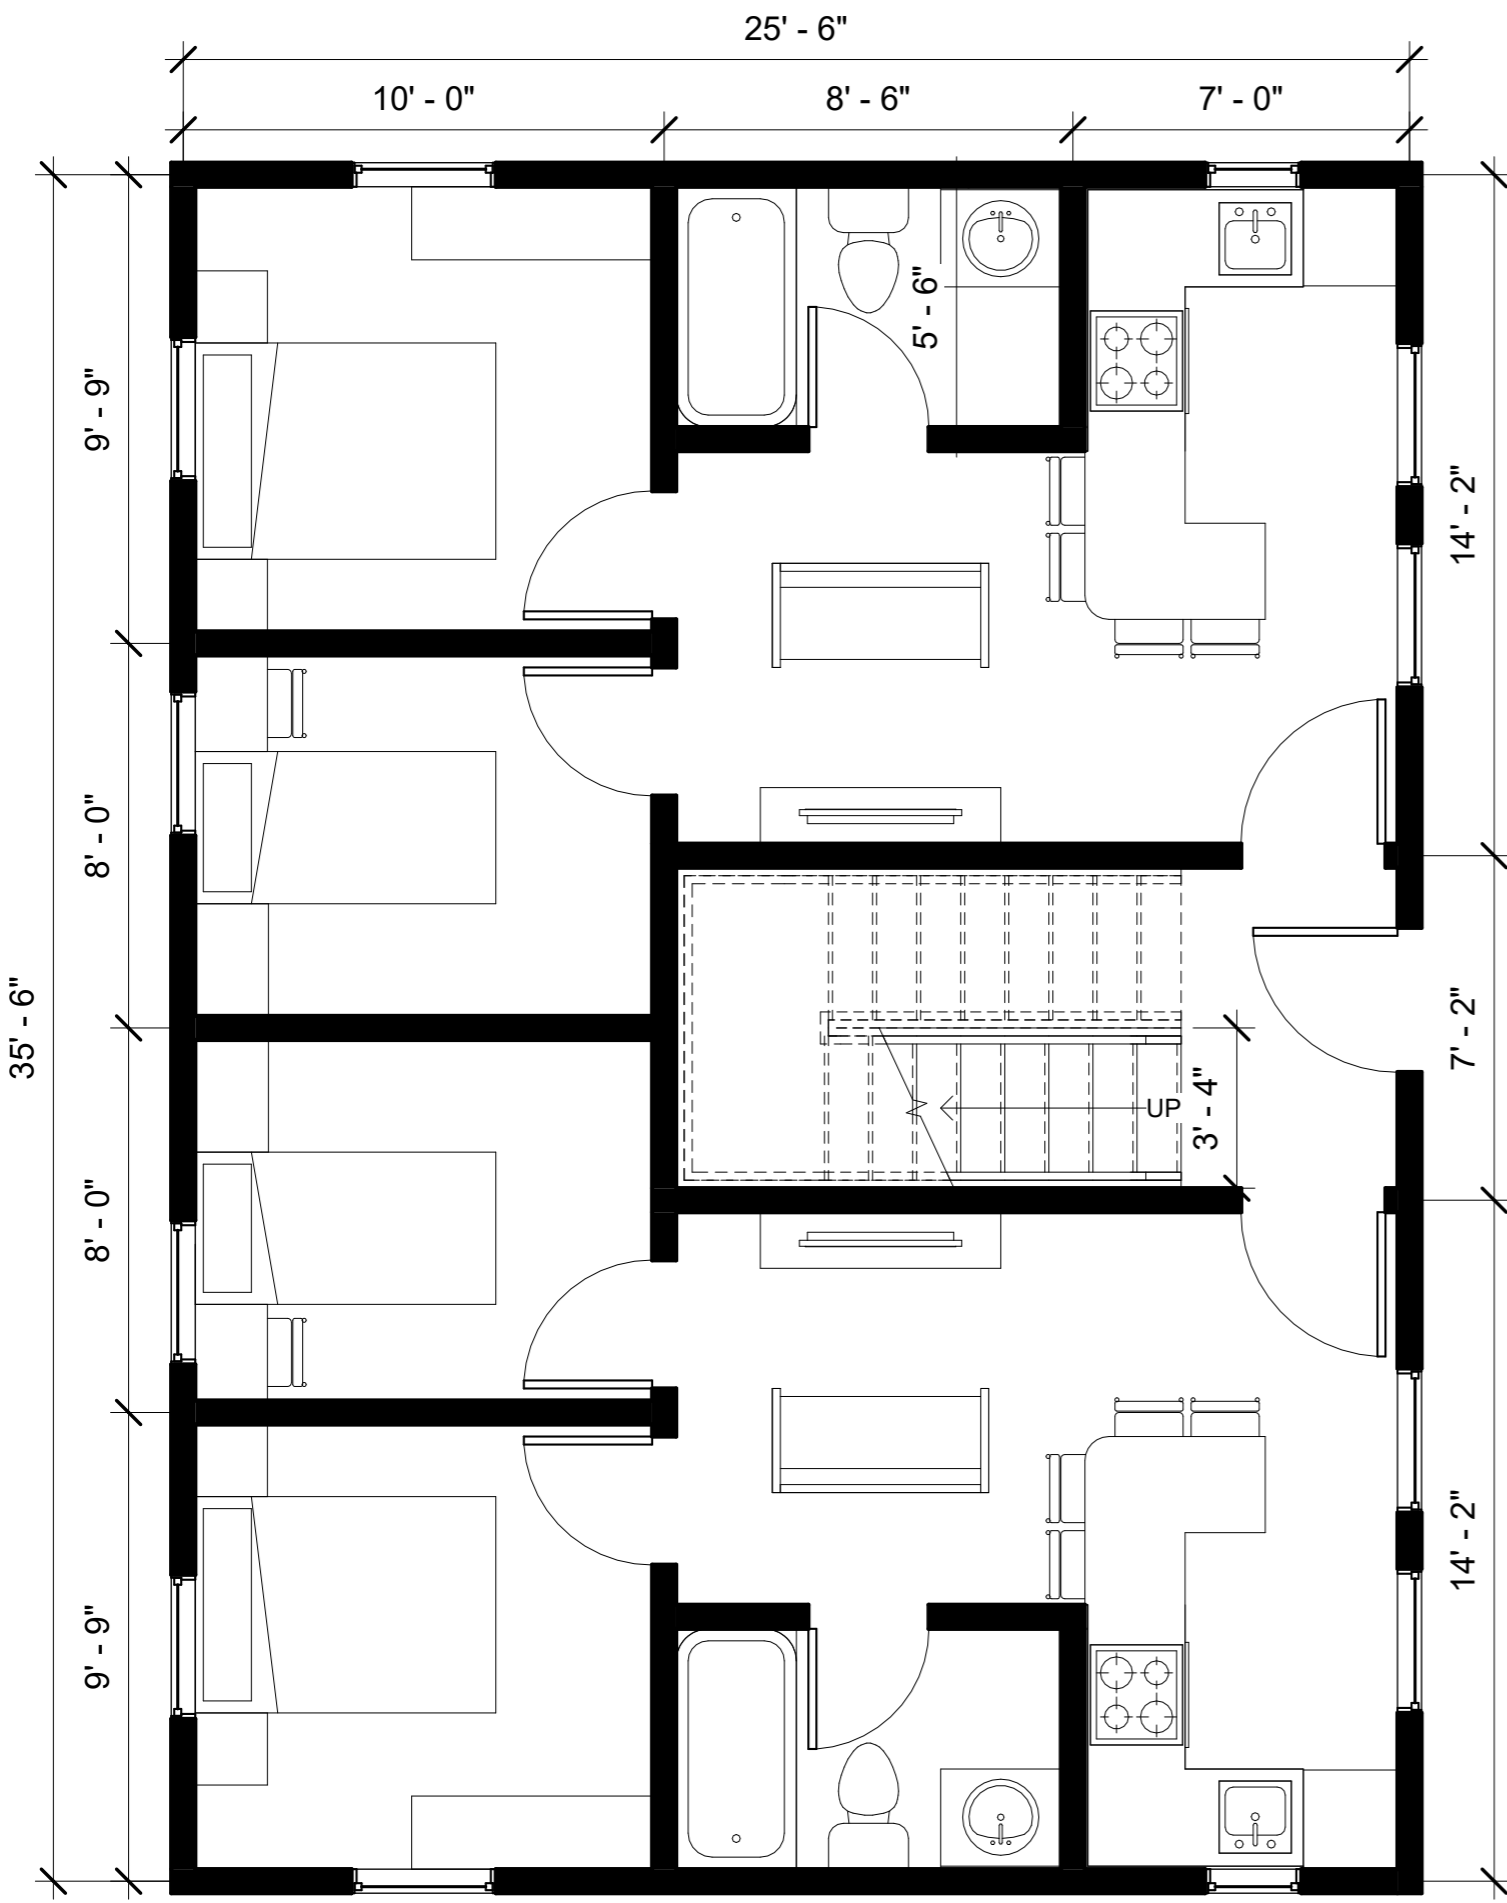 25' - 6"
10' - 0"
8' - 6"
7' - 0"
5' - 6"
9' - 9"
14' - 2"
8' - 0"
35' - 6"
7' - 2"
UP
3' - 4"
8' - 0"
14' - 2"
9' - 9"